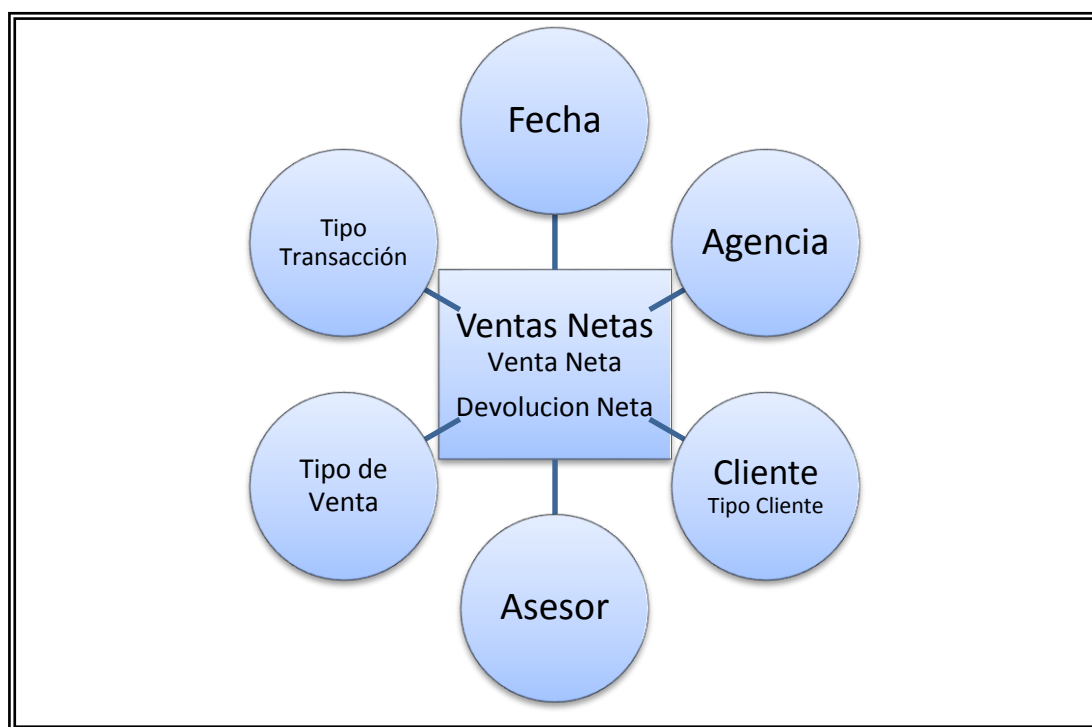 Fecha
Tipo
Transacción
Agencia
Ventas Netas
Venta Neta
Devolucion Neta
Tipo de
Venta
Cliente
Tipo Cliente
Asesor